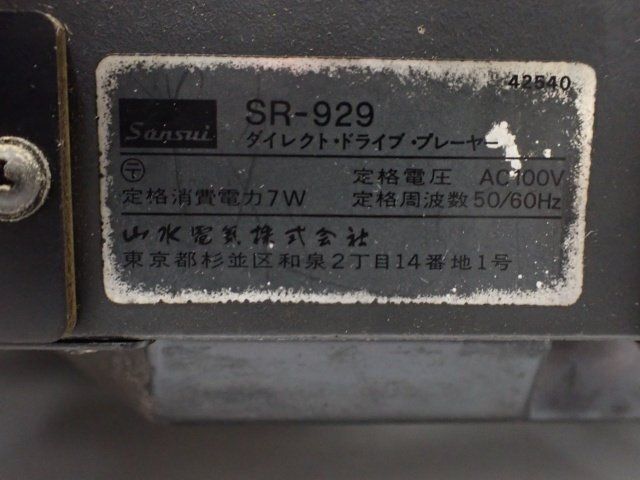 42540
Sansui SR-929
ダイレクト・ドライブ・プレーヤー
〒 定格電圧 AC100V
定格消費電力7W 定格周波数50/60Hz
山水電気株式会社
東京都杉並区和泉2丁目14番地1号